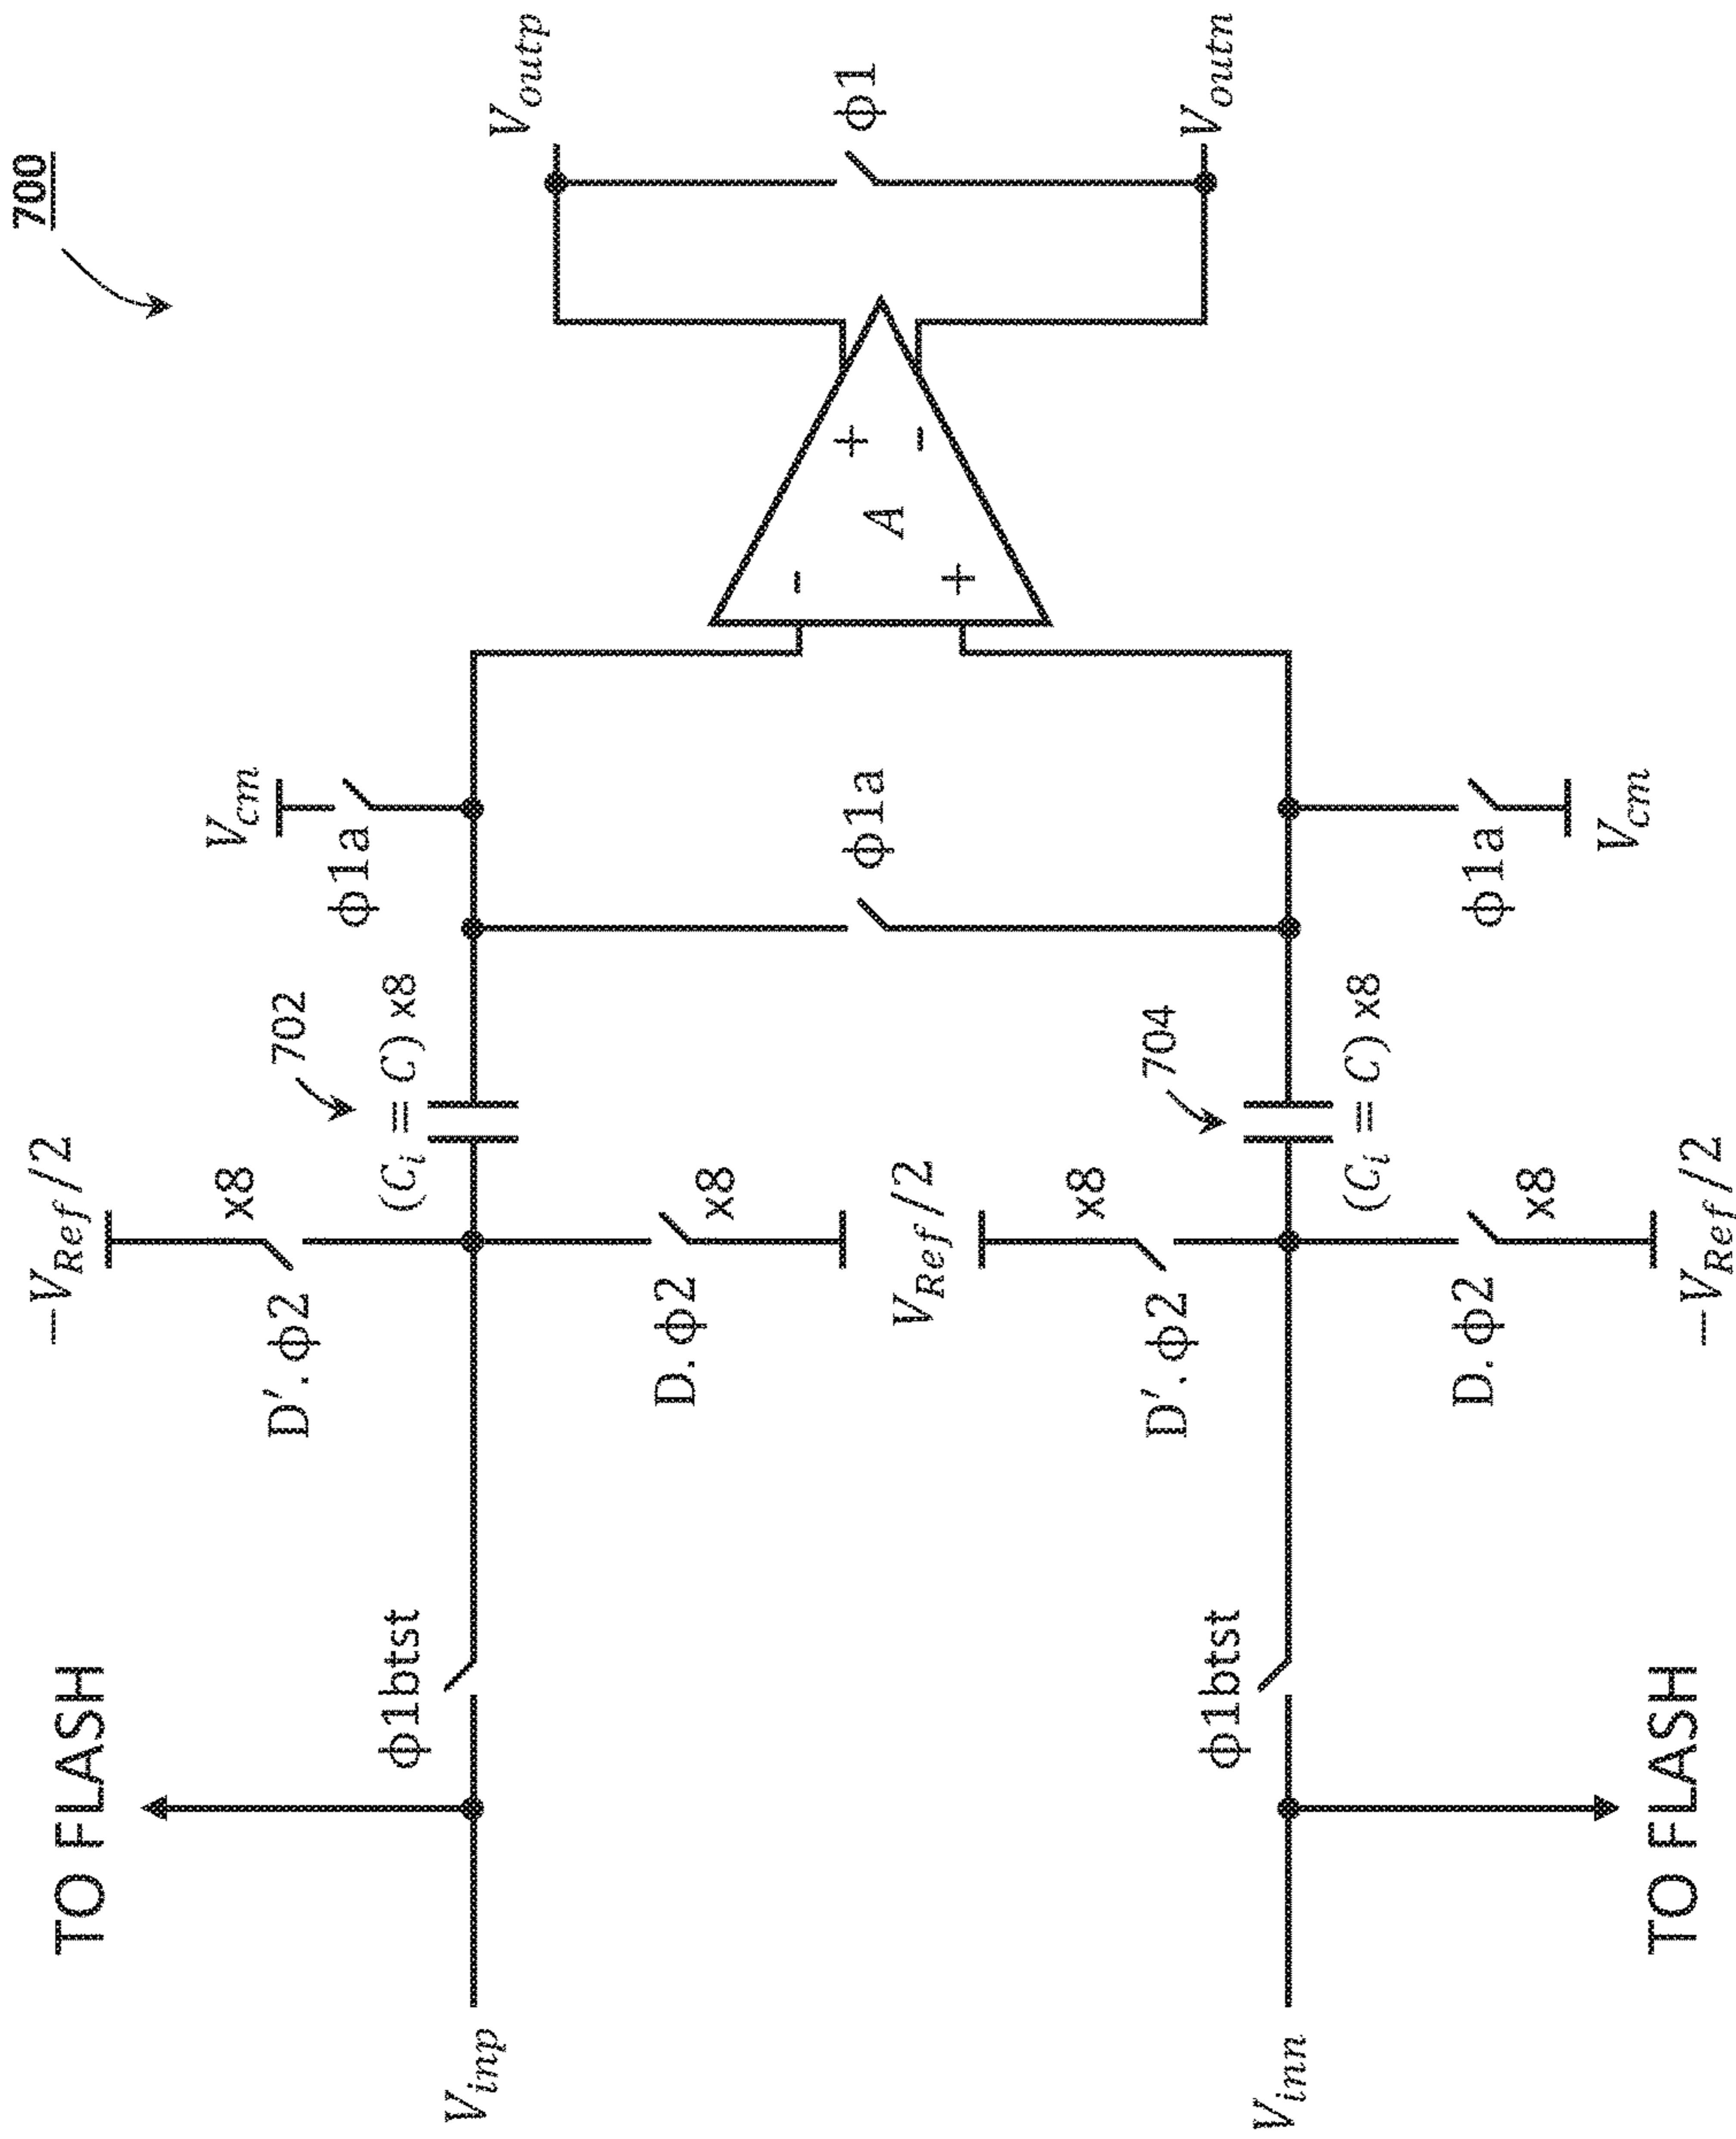 700
TO FLASH
−V_Ref/2
V_cm
D'.ϕ2
x8
702
ϕ1a
ϕ1btst
(C_i = C) x8
V_inp
V_outp
D. ϕ2
x8
ϕ1a
A
-
+
+
-
ϕ1
V_Ref/2
D'.ϕ2
x8
704
ϕ1btst
V_inn
V_outn
(C_i = C) x8
D. ϕ2
x8
ϕ1a
V_cm
TO FLASH
−V_Ref/2